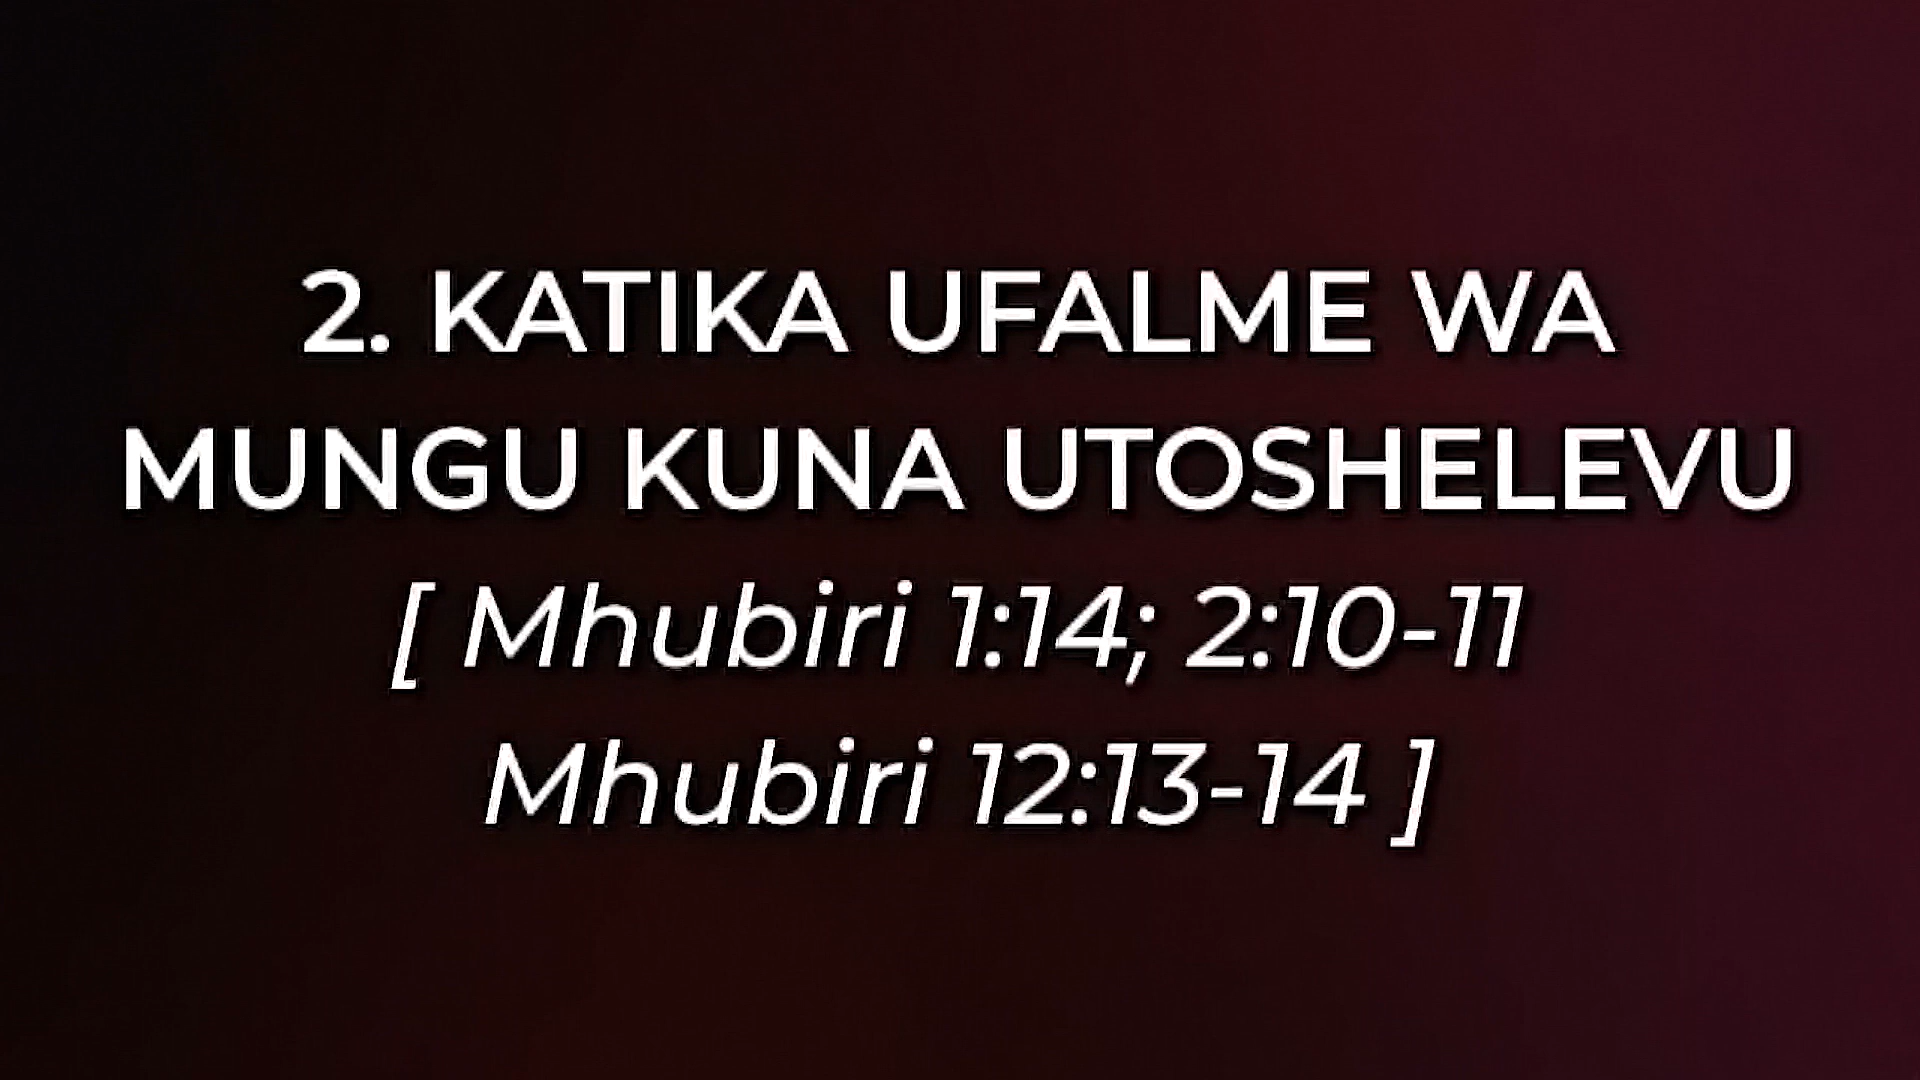 2. KATIKA UFALME WA
MUNGU KUNA UTOSHELEVU
[ Mhubiri 1:14; 2:10-11
Mhubiri 12:13-14 ]